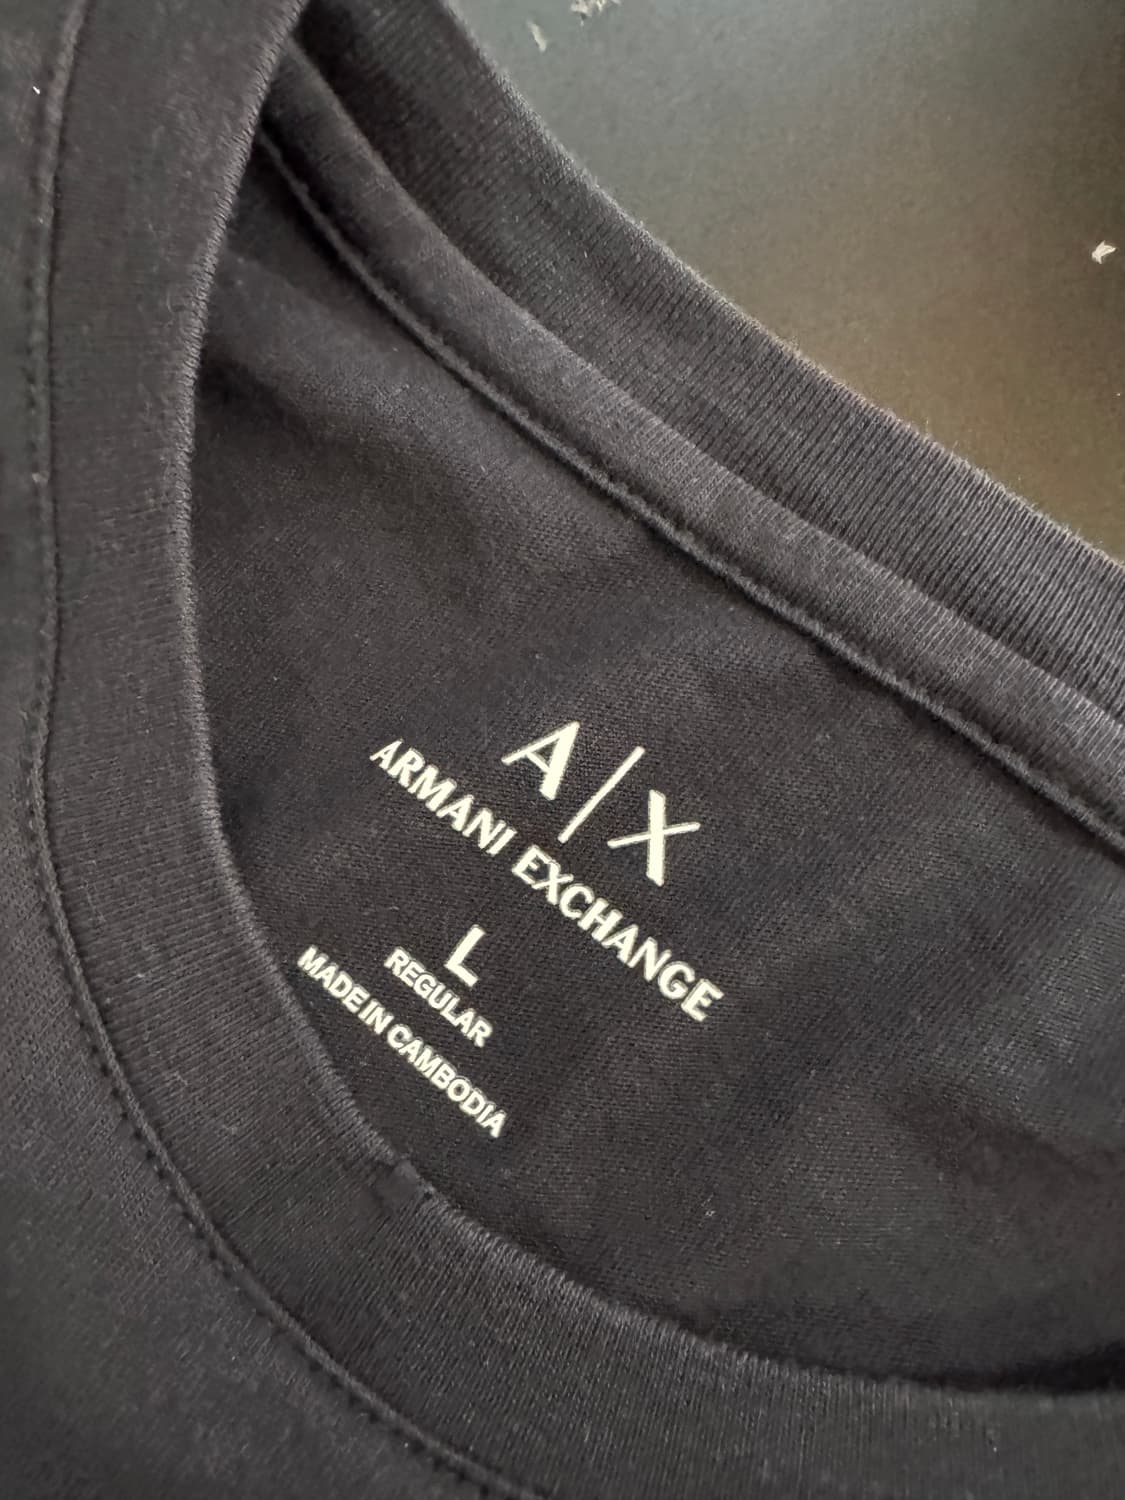 A|X
ARMANI EXCHANGE
L
REGULAR
MADE IN CAMBODIA